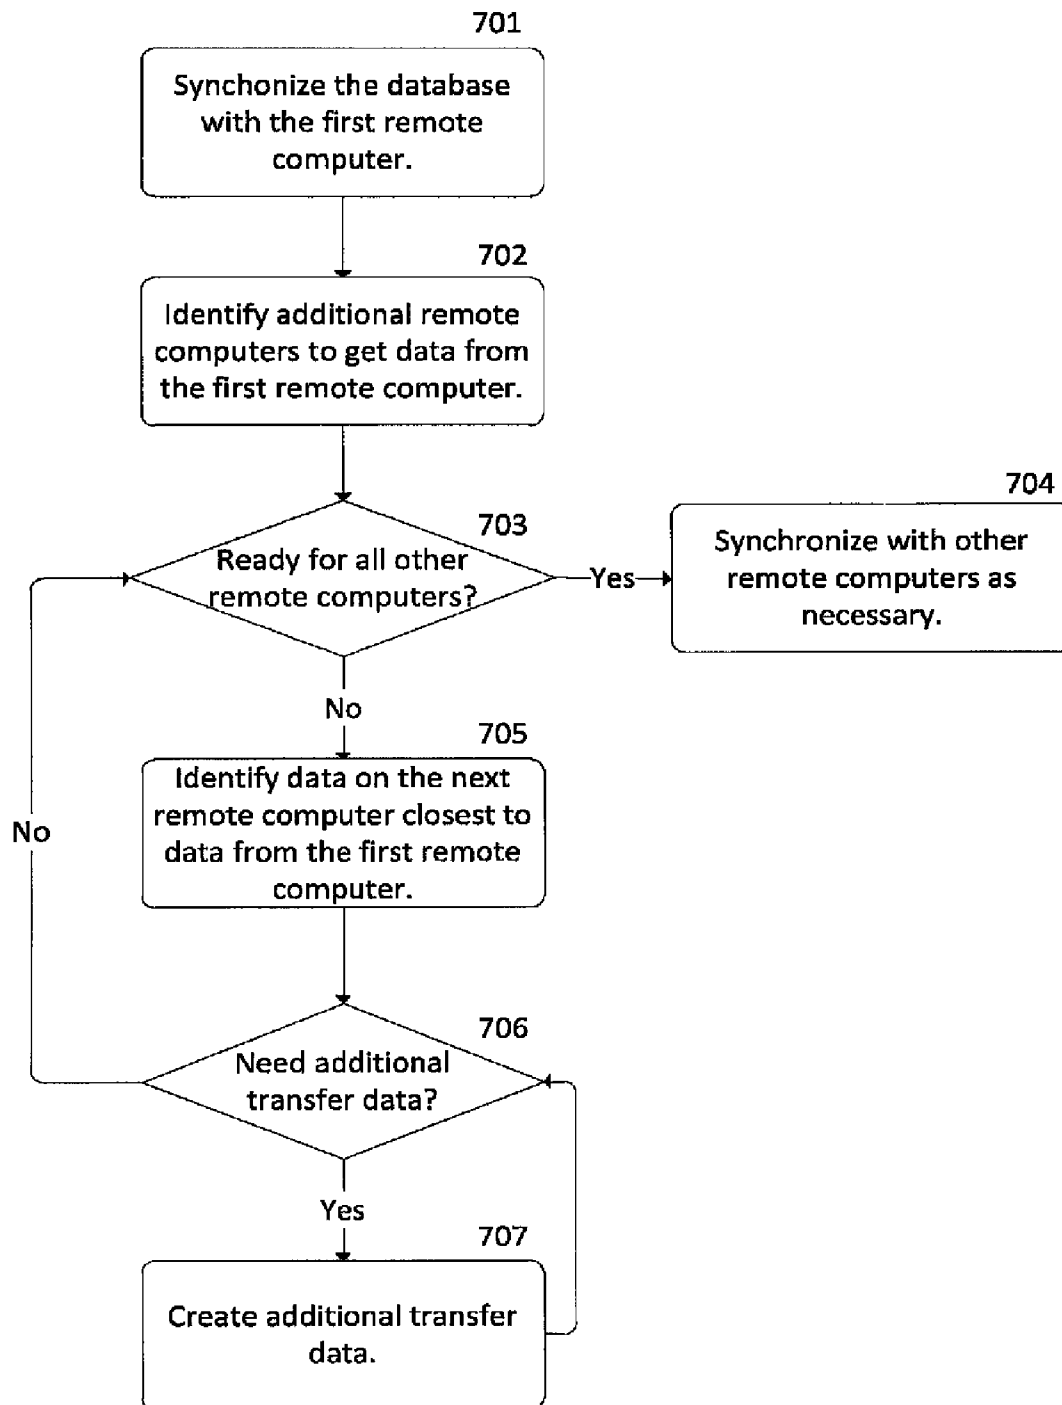 701
Synchonize the database
with the first remote
computer.
702
Identify additional remote
computers to get data from
the first remote computer.
703
Ready for all other
remote computers?
Yes
704
Synchronize with other
remote computers as
necessary.
No
705
Identify data on the next
remote computer closest to
data from the first remote
computer.
No
706
Need additional
transfer data?
Yes
707
Create additional transfer
data.